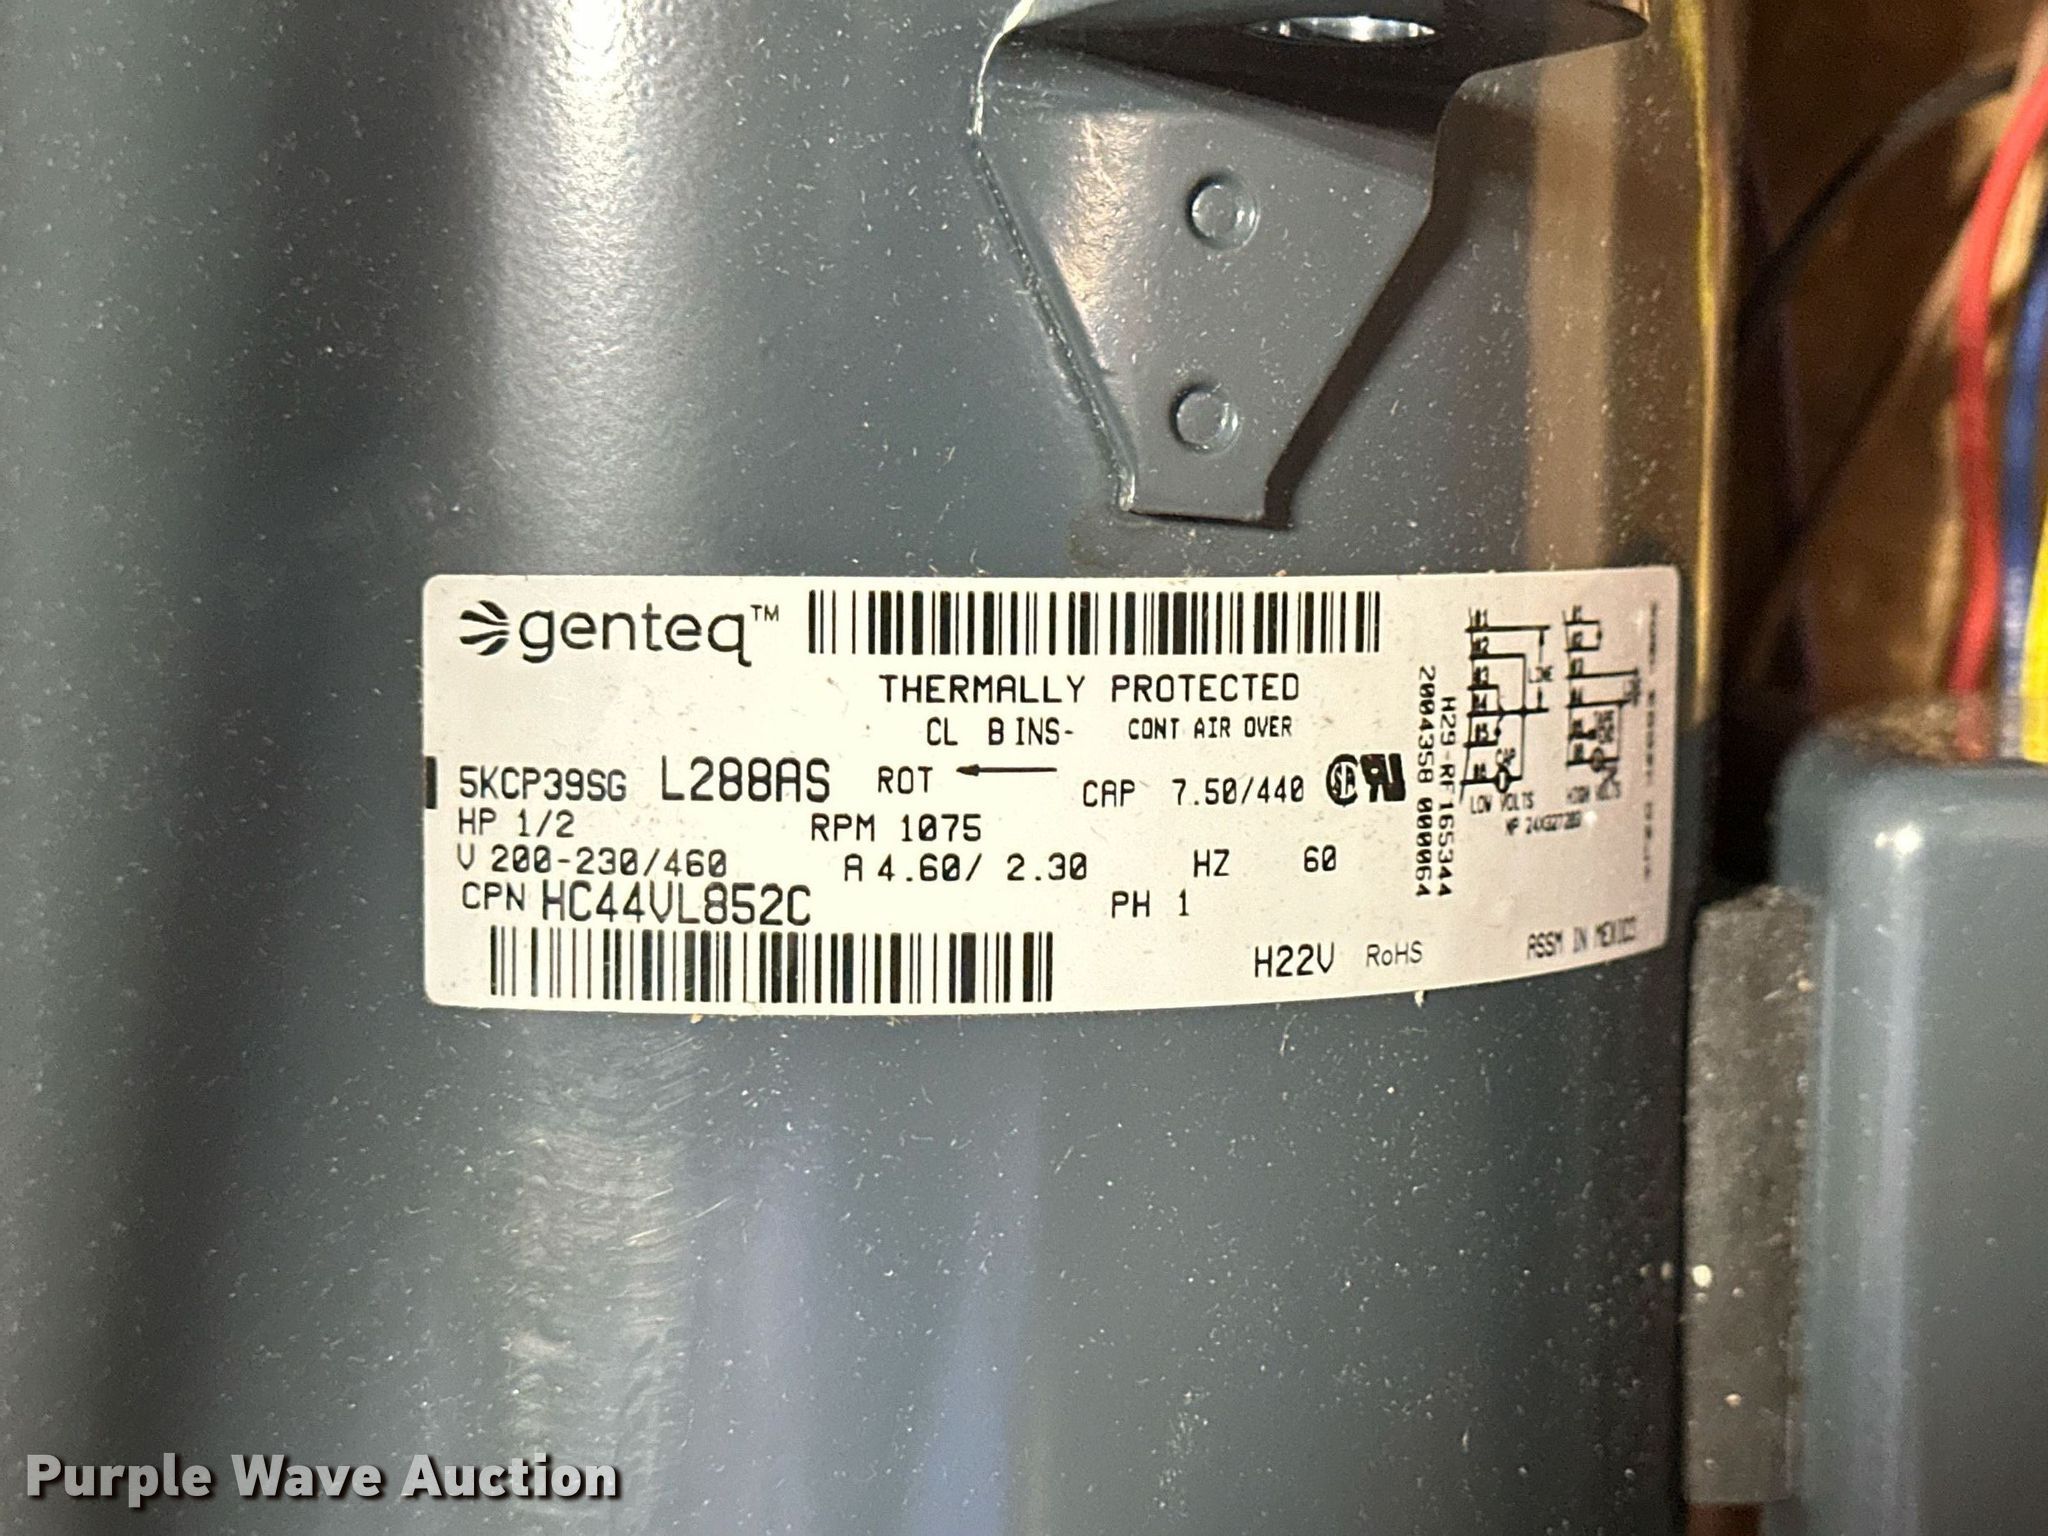 genteq™
THERMALLY PROTECTED
CL B INS- CONT AIR OVER
5KCP39SG L288AS ROT CAP 7.50/440
HP 1/2 RPM 1075
V 200-230/460 A 4.60/ 2.30 HZ 60
CPN HC44VL852C PH 1
H22V RoHS
ASSM IN MEXICO
H29-RF165344
2004358 0000064
LINE
LOW VOLTS
HIGH VOLTS
Purple Wave Auction